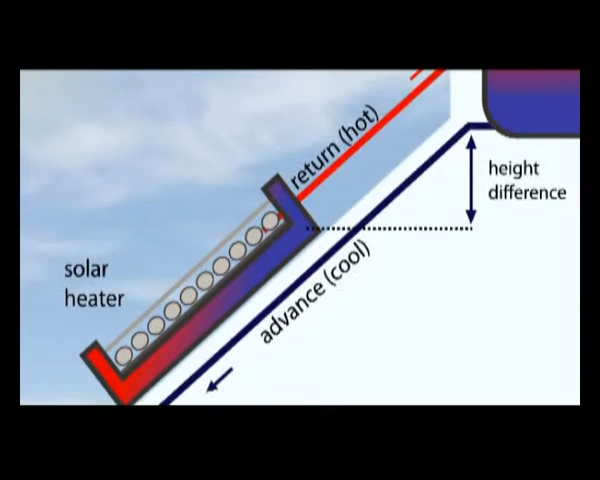 return (hot)
height
difference
solar
heater
advance (cool)